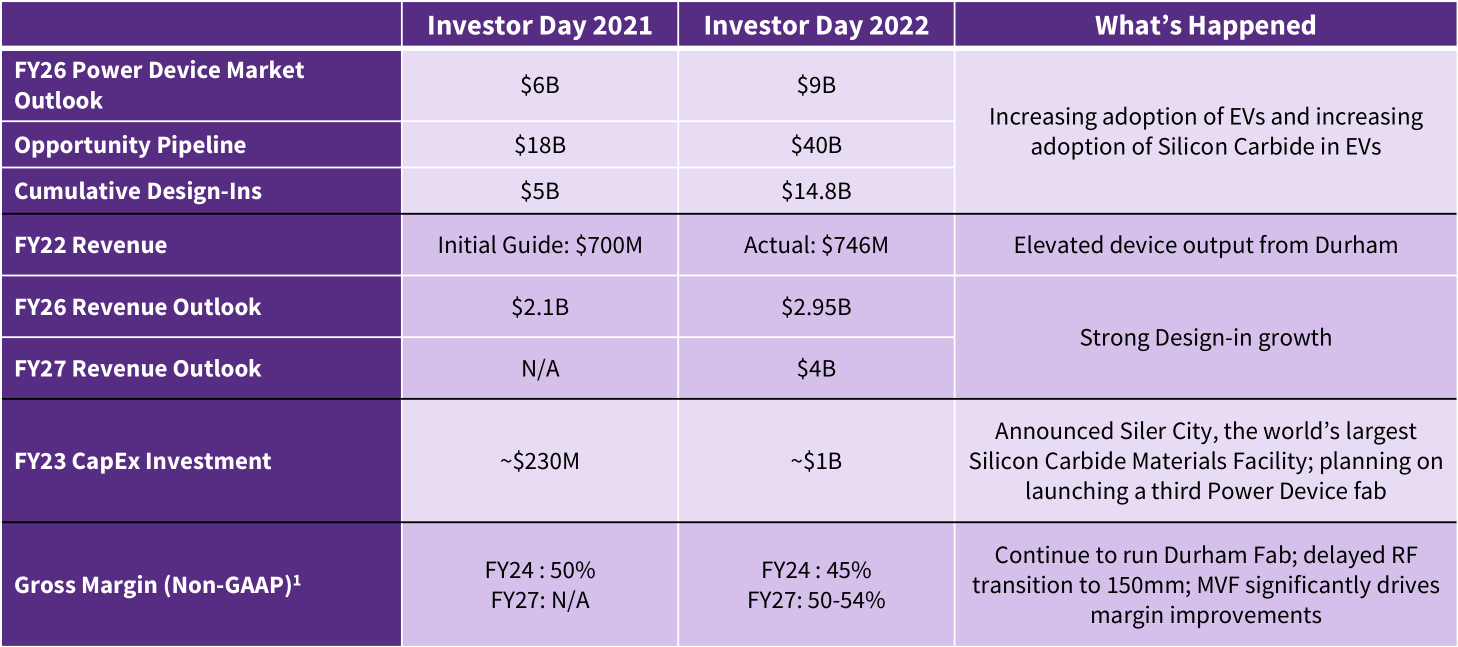 Investor Day 2021
Investor Day 2022
What’s Happened
FY26 Power Device Market
Outlook
$6B
$9B
Increasing adoption of EVs and increasing
adoption of Silicon Carbide in EVs
Opportunity Pipeline
$18B
$40B
Cumulative Design-Ins
$5B
$14.8B
FY22 Revenue
Initial Guide: $700M
Actual: $746M
Elevated device output from Durham
FY26 Revenue Outlook
$2.1B
$2.95B
Strong Design-in growth
FY27 Revenue Outlook
N/A
$4B
FY23 CapEx Investment
~$230M
~$1B
Announced Siler City, the world’s largest
Silicon Carbide Materials Facility; planning on
launching a third Power Device fab
Gross Margin (Non-GAAP)¹
FY24 : 50%
FY27: N/A
FY24 : 45%
FY27: 50-54%
Continue to run Durham Fab; delayed RF
transition to 150mm; MVF significantly drives
margin improvements